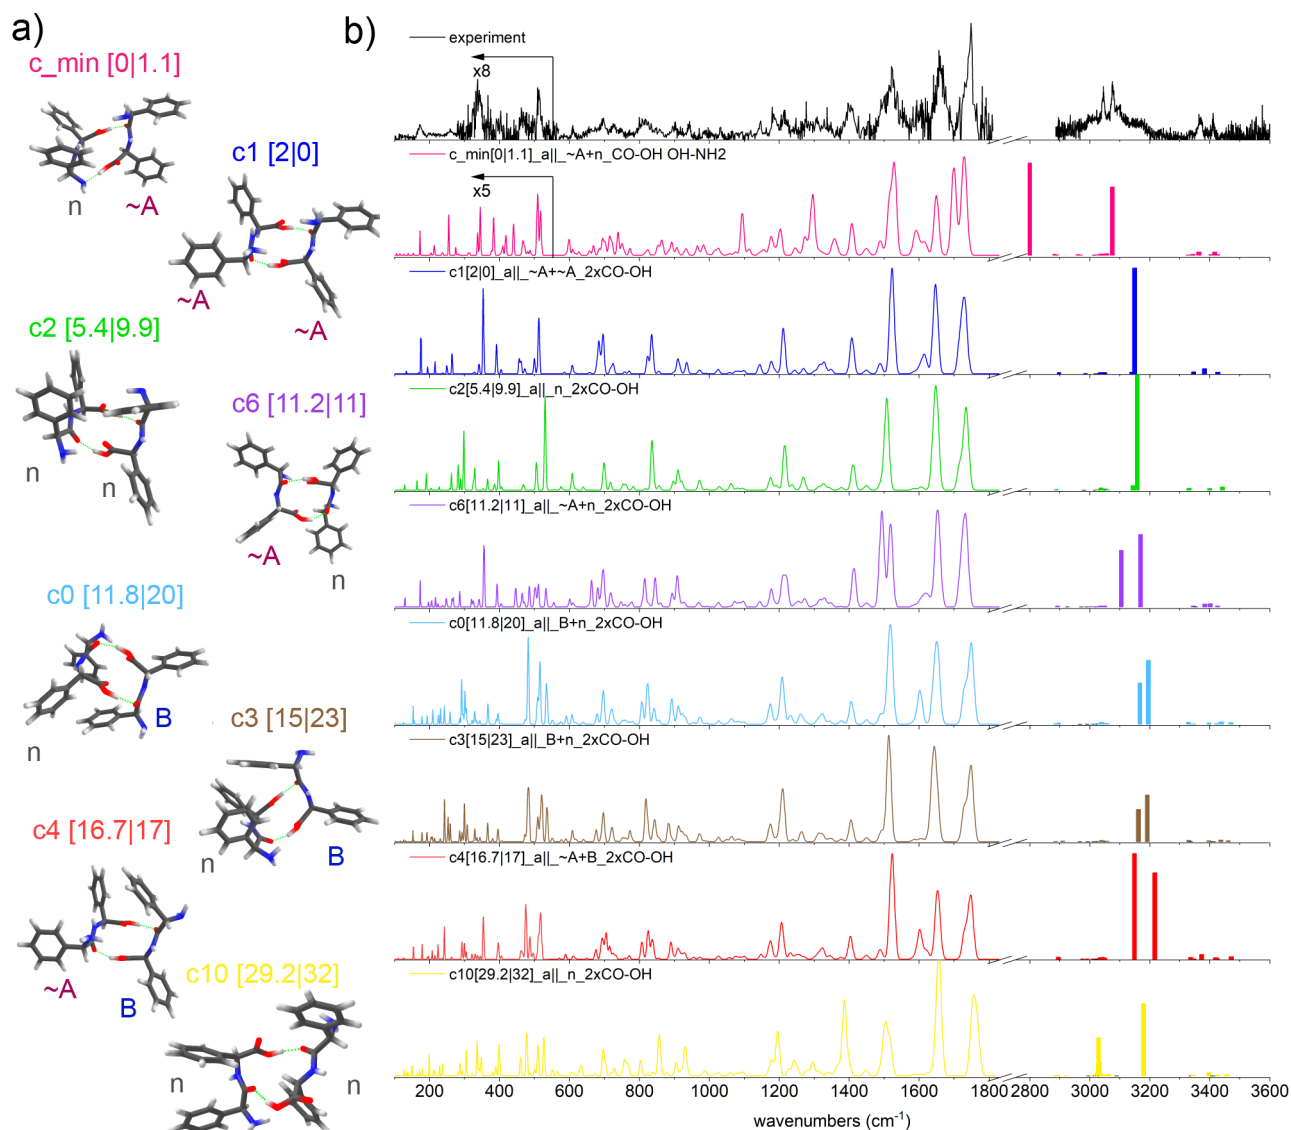 a)
c_min [0|1.1]
n
~A
c1 [2|0]
~A
~A
c2 [5.4|9.9]
n
n
c6 [11.2|11]
~A
n
c0 [11.8|20]
B
n
c3 [15|23]
n
B
c4 [16.7|17]
~A
B
c10 [29.2|32]
n
n
b)
experiment
x8
c_min[0|1.1]_a||_~A+n_CO-OH OH-NH2
x5
c1[2|0]_a||_~A+~A_2xCO-OH
c2[5.4|9.9]_a||_n_2xCO-OH
c6[11.2|11]_a||_~A+n_2xCO-OH
c0[11.8|20]_a||_B+n_2xCO-OH
c3[15|23]_a||_B+n_2xCO-OH
c4[16.7|17]_a||_~A+B_2xCO-OH
c10[29.2|32]_a||_n_2xCO-OH
200 400 600 800 1000 1200 1400 1600 1800 2800 3000 3200 3400 3600
wavenumbers (cm⁻¹)